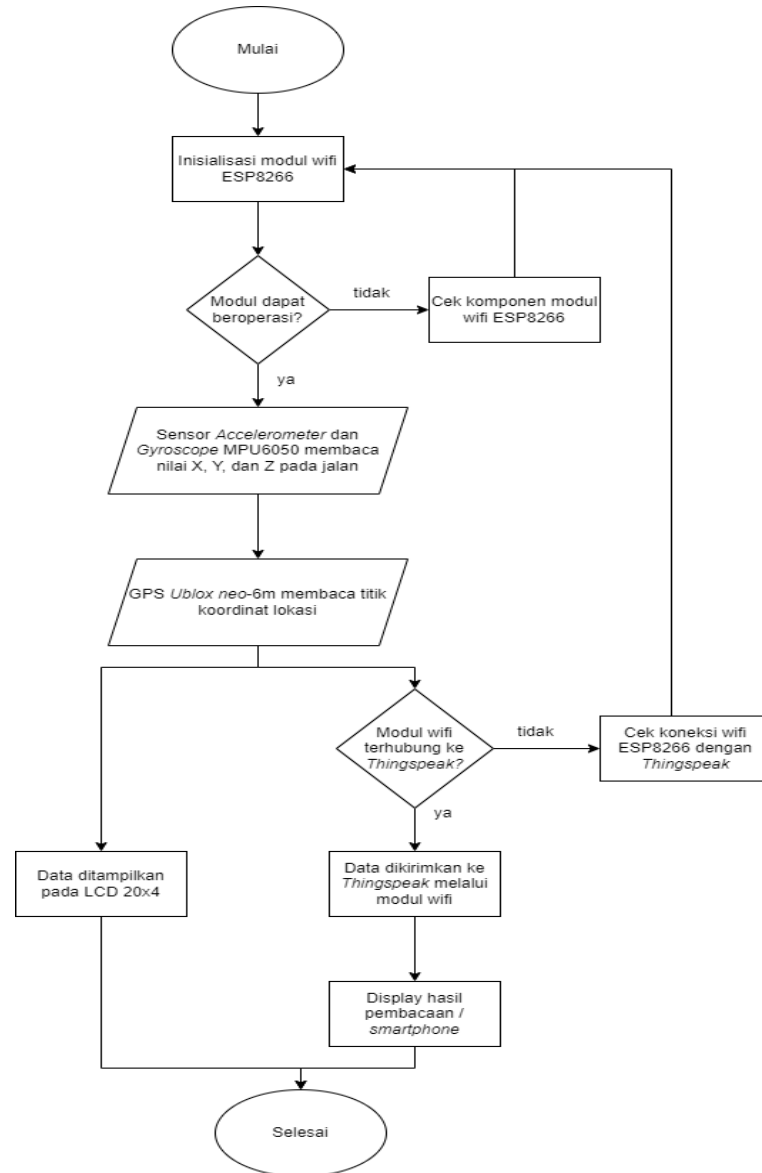 Mulai
Inisialisasi modul wifi
ESP8266
Modul dapat
beroperasi?
tidak
Cek komponen modul
wifi ESP8266
ya
Sensor Accelerometer dan
Gyroscope MPU6050 membaca
nilai X, Y, dan Z pada jalan
GPS Ublox neo-6m membaca titik
koordinat lokasi
Modul wifi
terhubung ke
Thingspeak?
tidak
Cek koneksi wifi
ESP8266 dengan
Thingspeak
ya
Data ditampilkan
pada LCD 20x4
Data dikirimkan ke
Thingspeak melalui
modul wifi
Display hasil
pembacaan /
smartphone
Selesai